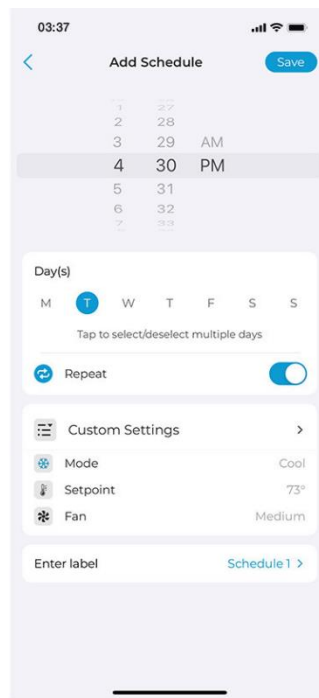 03:37
Add Schedule Save
1 27
2 28
3 29 AM
4 30 PM
5 31
6 32
7 33
Day(s)
M T W T F S S
Tap to select/deselect multiple days
Repeat
Custom Settings
Mode Cool
Setpoint 73°
Fan Medium
Enter label Schedule 1